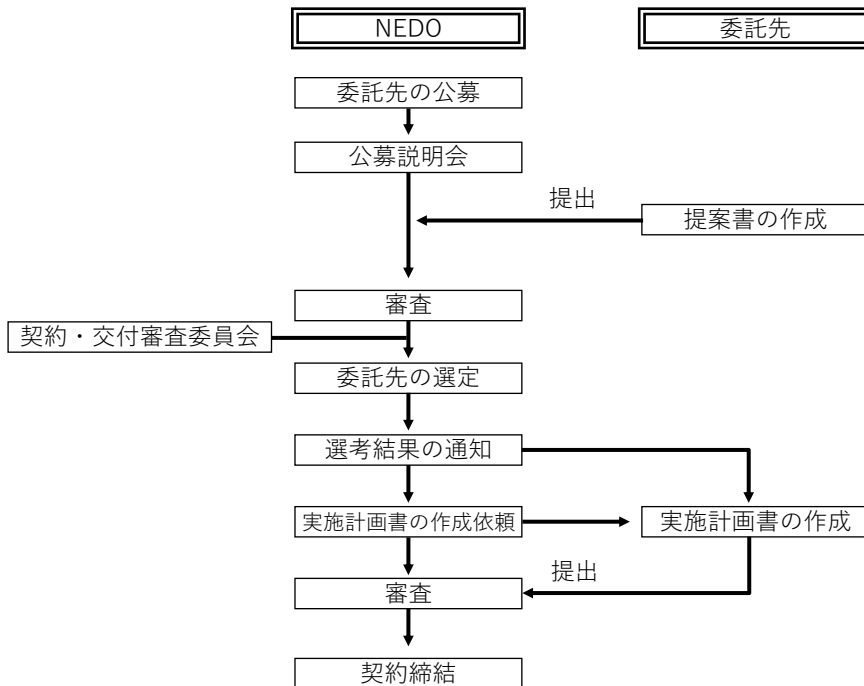 NEDO
委託先
委託先の公募
公募説明会
提出
提案書の作成
審査
契約・交付審査委員会
委託先の選定
選考結果の通知
実施計画書の作成依頼
実施計画書の作成
提出
審査
契約締結